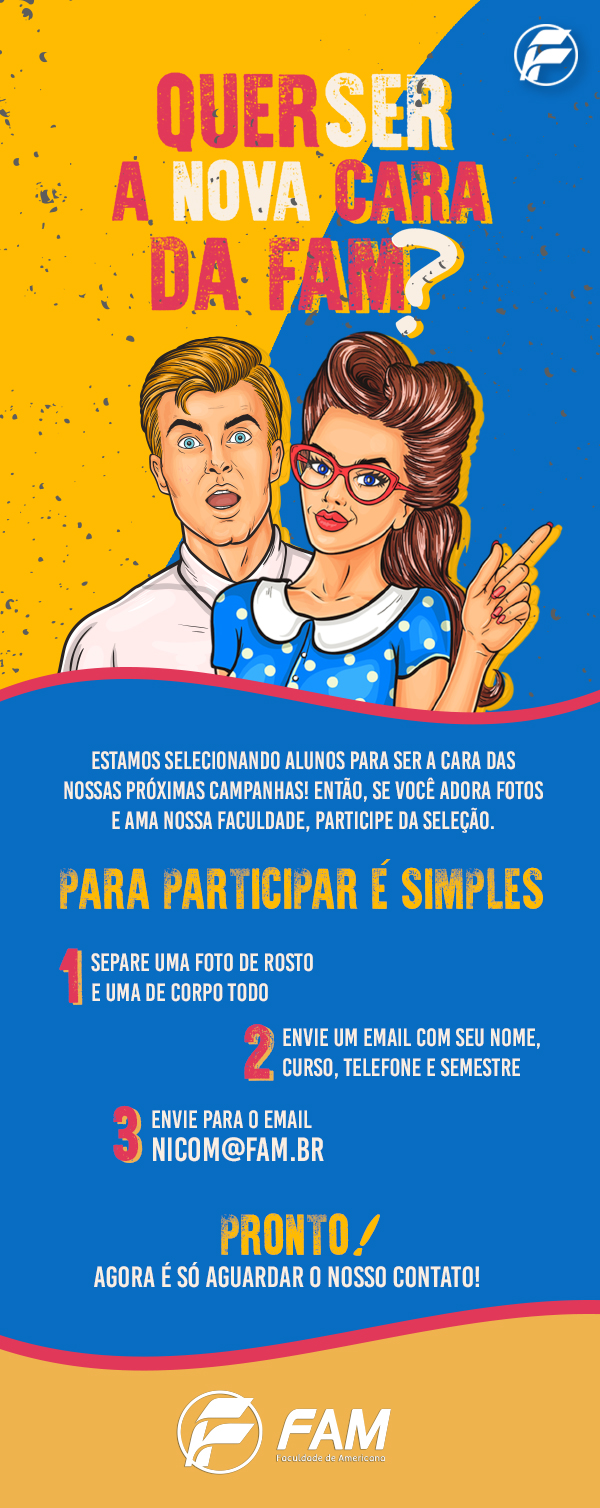 QUER SER
A NOVA CARA
DA FAM?
ESTAMOS SELECIONANDO ALUNOS PARA SER A CARA DAS
NOSSAS PRÓXIMAS CAMPANHAS! ENTÃO, SE VOCÊ ADORA FOTOS
E AMA NOSSA FACULDADE, PARTICIPE DA SELEÇÃO.
PARA PARTICIPAR É SIMPLES
1 SEPARE UMA FOTO DE ROSTO
E UMA DE CORPO TODO
2 ENVIE UM EMAIL COM SEU NOME,
CURSO, TELEFONE E SEMESTRE
3 ENVIE PARA O EMAIL
NICOM@FAM.BR
PRONTO!
AGORA É SÓ AGUARDAR O NOSSO CONTATO!
FAM
Faculdade de Americana